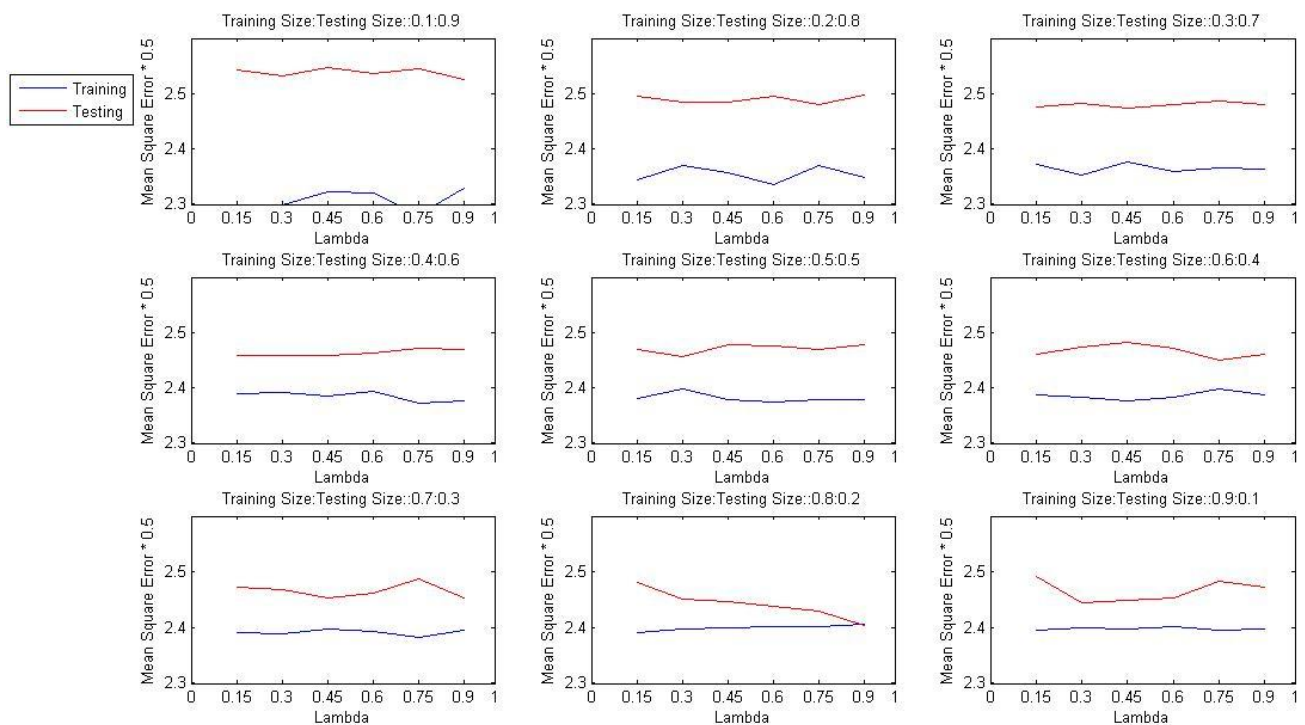 Training Size:Testing Size::0.1:0.9
Training Size:Testing Size::0.2:0.8
Training Size:Testing Size::0.3:0.7
Training
Testing
Mean Square Error * 0.5
2.5
2.4
2.3
0 0.15 0.3 0.45 0.6 0.75 0.9 1
Lambda
Mean Square Error * 0.5
2.5
2.4
2.3
0 0.15 0.3 0.45 0.6 0.75 0.9 1
Lambda
Mean Square Error * 0.5
2.5
2.4
2.3
0 0.15 0.3 0.45 0.6 0.75 0.9 1
Lambda
Training Size:Testing Size::0.4:0.6
Mean Square Error * 0.5
2.5
2.4
2.3
0 0.15 0.3 0.45 0.6 0.75 0.9 1
Lambda
Training Size:Testing Size::0.5:0.5
Mean Square Error * 0.5
2.5
2.4
2.3
0 0.15 0.3 0.45 0.6 0.75 0.9 1
Lambda
Training Size:Testing Size::0.6:0.4
Mean Square Error * 0.5
2.5
2.4
2.3
0 0.15 0.3 0.45 0.6 0.75 0.9 1
Lambda
Training Size:Testing Size::0.7:0.3
Mean Square Error * 0.5
2.5
2.4
2.3
0 0.15 0.3 0.45 0.6 0.75 0.9 1
Lambda
Training Size:Testing Size::0.8:0.2
Mean Square Error * 0.5
2.5
2.4
2.3
0 0.15 0.3 0.45 0.6 0.75 0.9 1
Lambda
Training Size:Testing Size::0.9:0.1
Mean Square Error * 0.5
2.5
2.4
2.3
0 0.15 0.3 0.45 0.6 0.75 0.9 1
Lambda